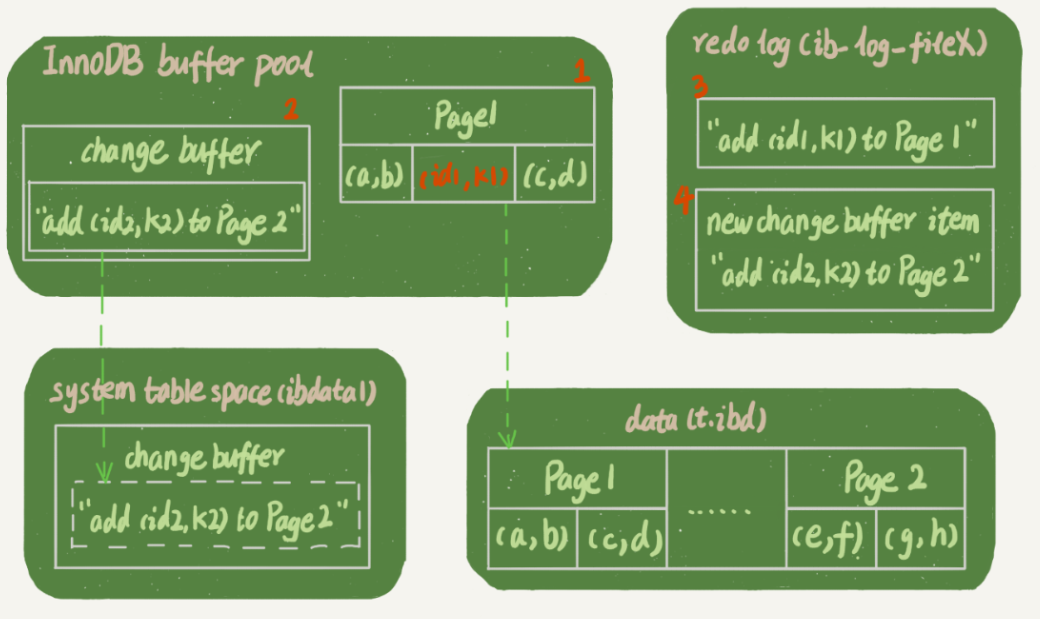 InnoDB buffer pool
2
change buffer
"add (id2, k2) to Page 2"
1
Page1
(a,b) (id1, k1) (c,d)
redo log (ib-log-fileX)
3
"add (id1, k1) to Page 1"
4
new change buffer item
"add (id2, k2) to Page 2"
system table space (ibdata1)
change buffer
"add (id2, k2) to Page 2"
data (t.ibd)
Page1 ...... Page 2
(a,b) (c,d) (e,f) (g,h)